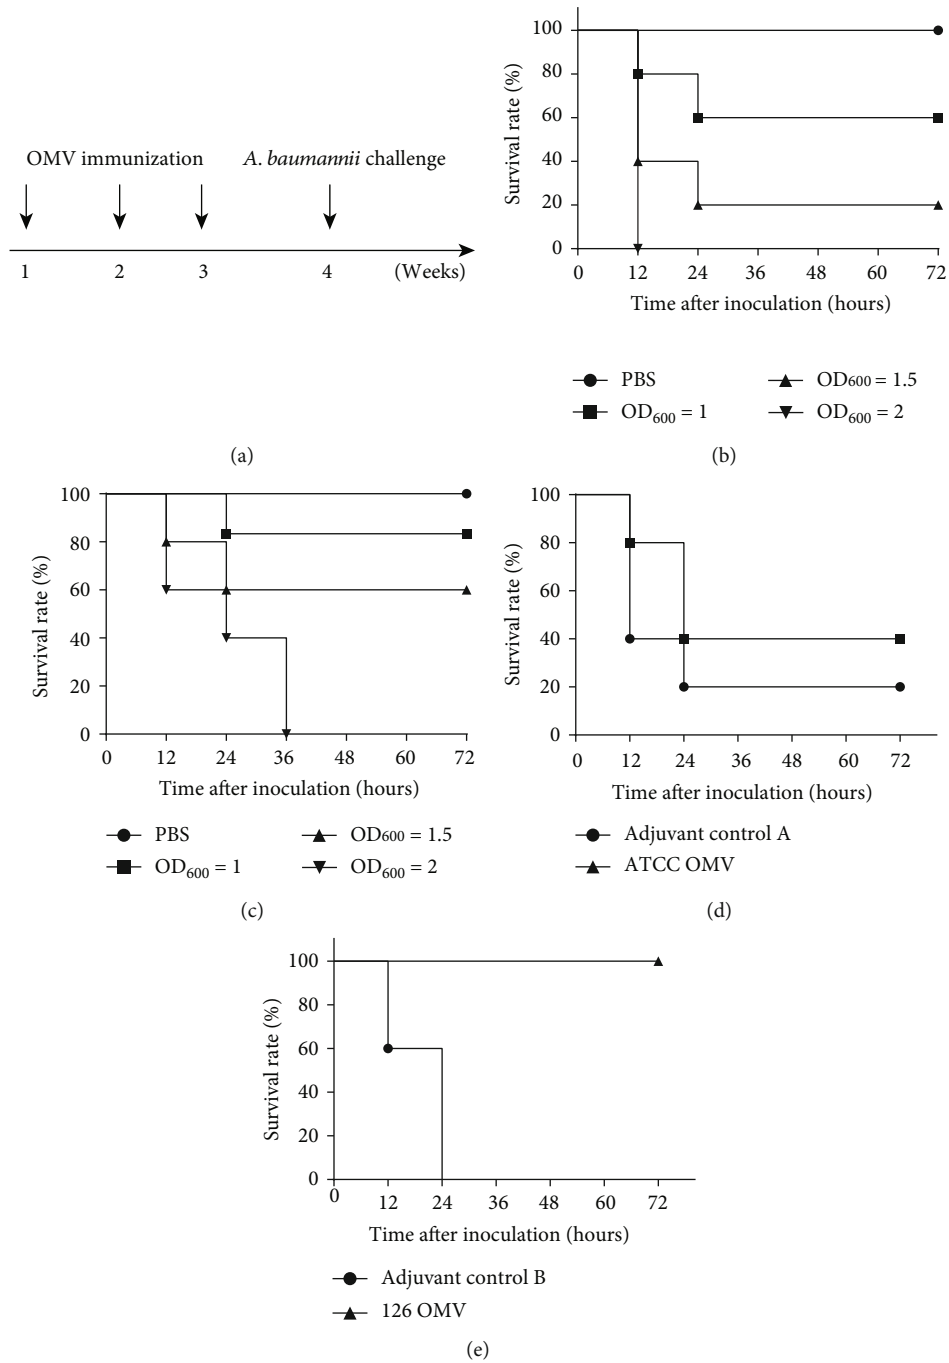 OMV immunization
A. baumannii challenge
1 2 3 4 (Weeks)
(a)
Survival rate (%)
100
80
60
40
20
0
0 12 24 36 48 60 72
Time after inoculation (hours)
PBS
OD600 = 1.5
OD600 = 1
OD600 = 2
(b)
Survival rate (%)
100
80
60
40
20
0
0 12 24 36 48 60 72
Time after inoculation (hours)
PBS
OD600 = 1.5
OD600 = 1
OD600 = 2
(c)
Survival rate (%)
100
80
60
40
20
0
0 12 24 36 48 60 72
Time after inoculation (hours)
Adjuvant control A
ATCC OMV
(d)
Survival rate (%)
100
80
60
40
20
0
0 12 24 36 48 60 72
Time after inoculation (hours)
Adjuvant control B
126 OMV
(e)